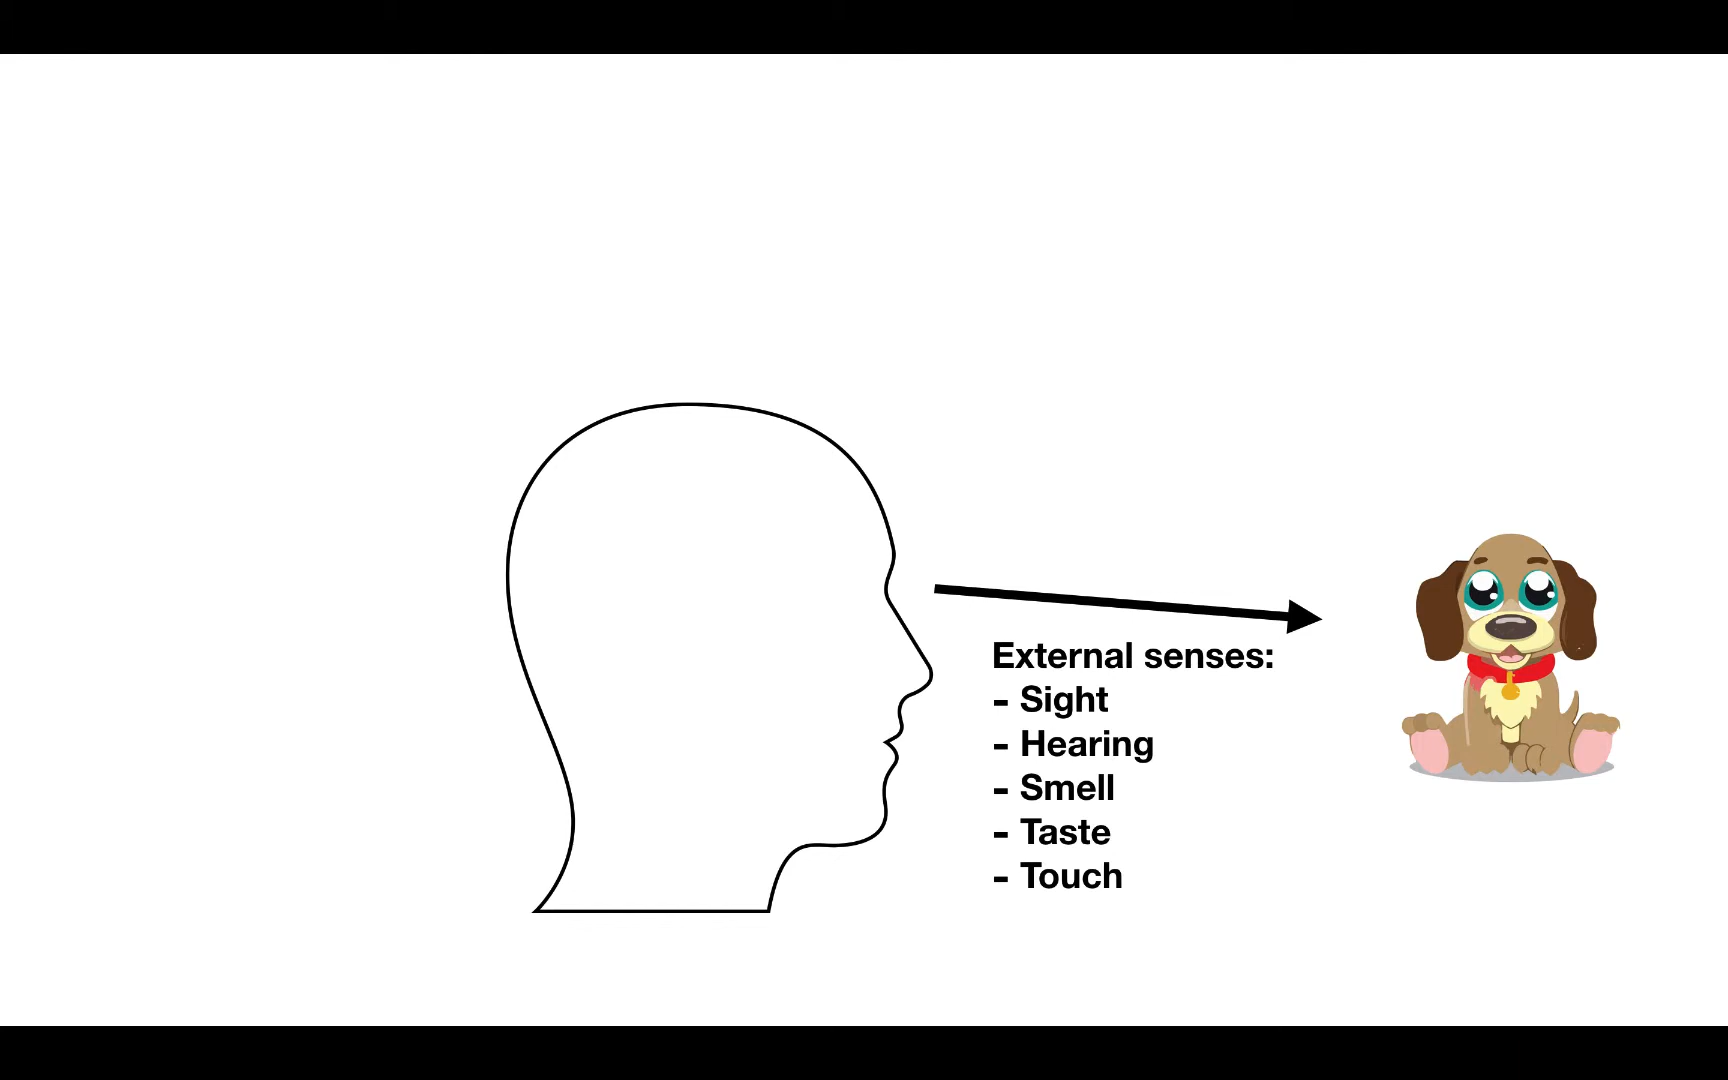 External senses:
- Sight
- Hearing
- Smell
- Taste
- Touch